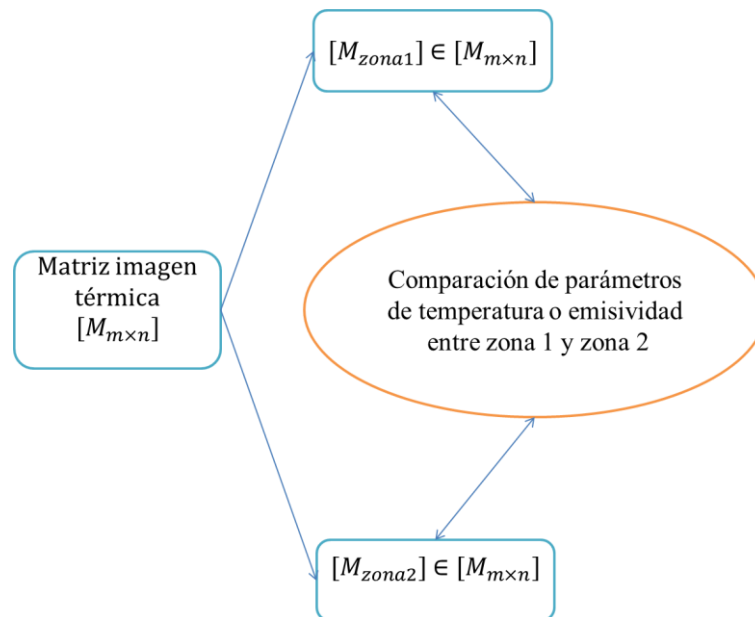 [M_{zona1}] ∈ [M_{m×n}]
Matriz imagen
térmica
[M_{m×n}]
Comparación de parámetros
de temperatura o emisividad
entre zona 1 y zona 2
[M_{zona2}] ∈ [M_{m×n}]